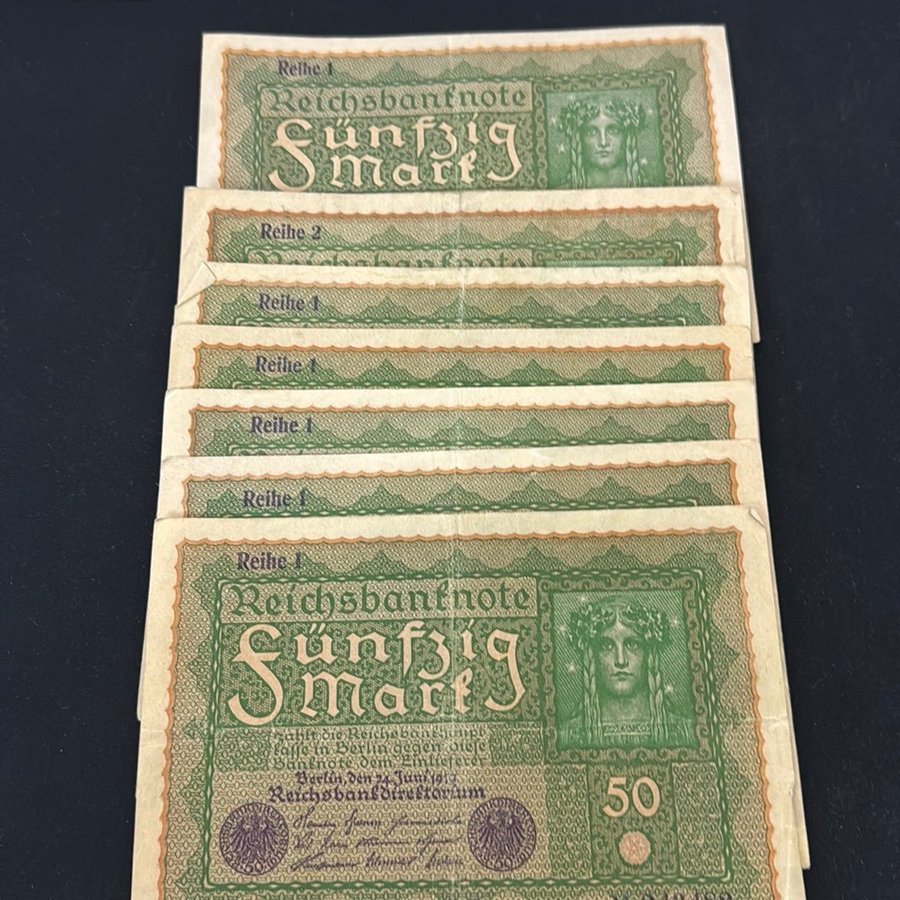 Reihe 1
Reichsbanknote
Fünfzig
Mark
Reihe 2
Reichsbanknote
Reihe 1
Reihe 1
Reihe 1
Reihe 1
Reihe 1
Reichsbanknote
Fünfzig
Mark
Zahlt die Reichsbankhaupt
kasse in Berlin gegen diese
Banknote dem Einlieferer
Berlin, den 24. Juni 1919
Reichsbankdirektorium
50
50
50